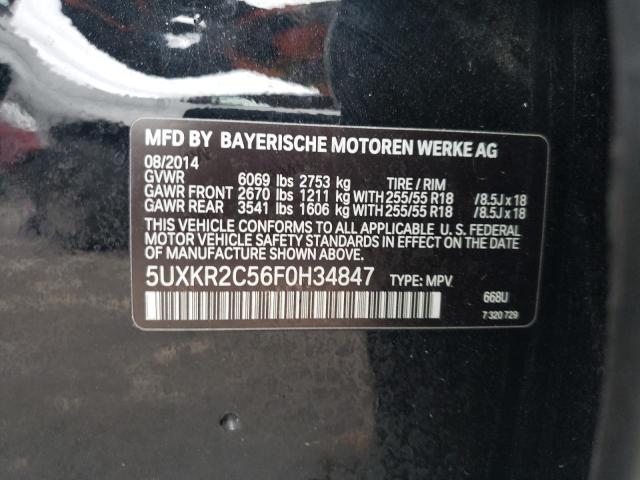 MFD BY BAYERISCHE MOTOREN WERKE AG
08/2014
GVWR 6069 lbs 2753 kg TIRE / RIM
GAWR FRONT 2670 lbs 1211 kg WITH 255/55 R18 /8.5J x 18
GAWR REAR 3541 lbs 1606 kg WITH 255/55 R18 /8.5J x 18
THIS VEHICLE CONFORMS TO ALL APPLICABLE U. S. FEDERAL
MOTOR VEHICLE SAFETY STANDARDS IN EFFECT ON THE DATE
OF MANUFACTURE SHOWN ABOVE.
5UXKR2C56F0H34847 TYPE: MPV
668U
7 320 729